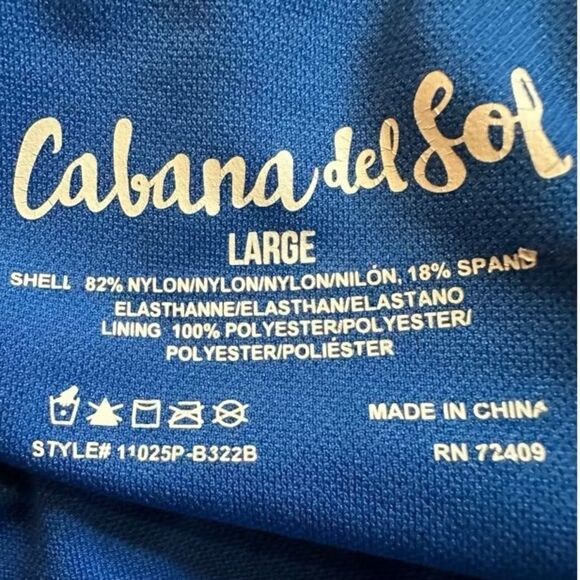 Cabana del Sol
LARGE
SHELL 82% NYLON/NYLON/NYLON/NILÓN, 18% SPAND
ELASTHANNE/ELASTHAN/ELASTANO
LINING 100% POLYESTER/POLYESTER/
POLYESTER/POLIÉSTER
MADE IN CHINA
STYLE# 11025P-B322B
RN 72409